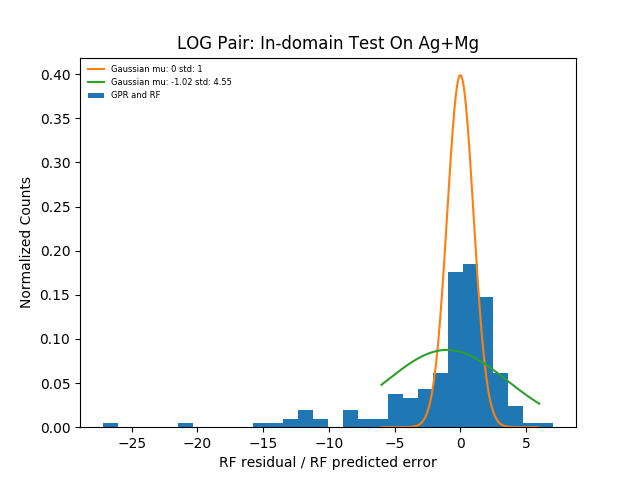 LOG Pair: In-domain Test On Ag+Mg
Gaussian mu: 0 std: 1
Gaussian mu: -1.02 std: 4.55
GPR and RF
Normalized Counts
0.40
0.35
0.30
0.25
0.20
0.15
0.10
0.05
0.00
−25 −20 −15 −10 −5 0 5
RF residual / RF predicted error